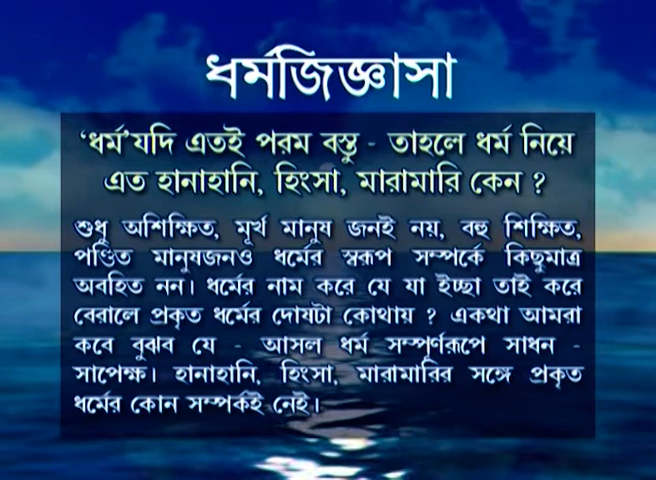 ধর্মজিজ্ঞাসা
‘ধর্ম’যদি এতই পরম বস্তু - তাহলে ধর্ম নিয়ে
এত হানাহানি, হিংসা, মারামারি কেন ?
শুধু অশিক্ষিত, মূর্খ মানুষ জনই নয়, বহু শিক্ষিত,
পণ্ডিত মানুষজনও ধর্মের স্বরূপ সম্পর্কে কিছুমাত্র
অবহিত নন। ধর্মের নাম করে যে যা ইচ্ছা তাই করে
বেরালে প্রকৃত ধর্মের দোষটা কোথায় ? একথা আমরা
কবে বুঝব যে - আসল ধর্ম সম্পূর্ণরূপে সাধন -
সাপেক্ষ। হানাহানি, হিংসা, মারামারির সঙ্গে প্রকৃত
ধর্মের কোন সম্পর্কই নেই।